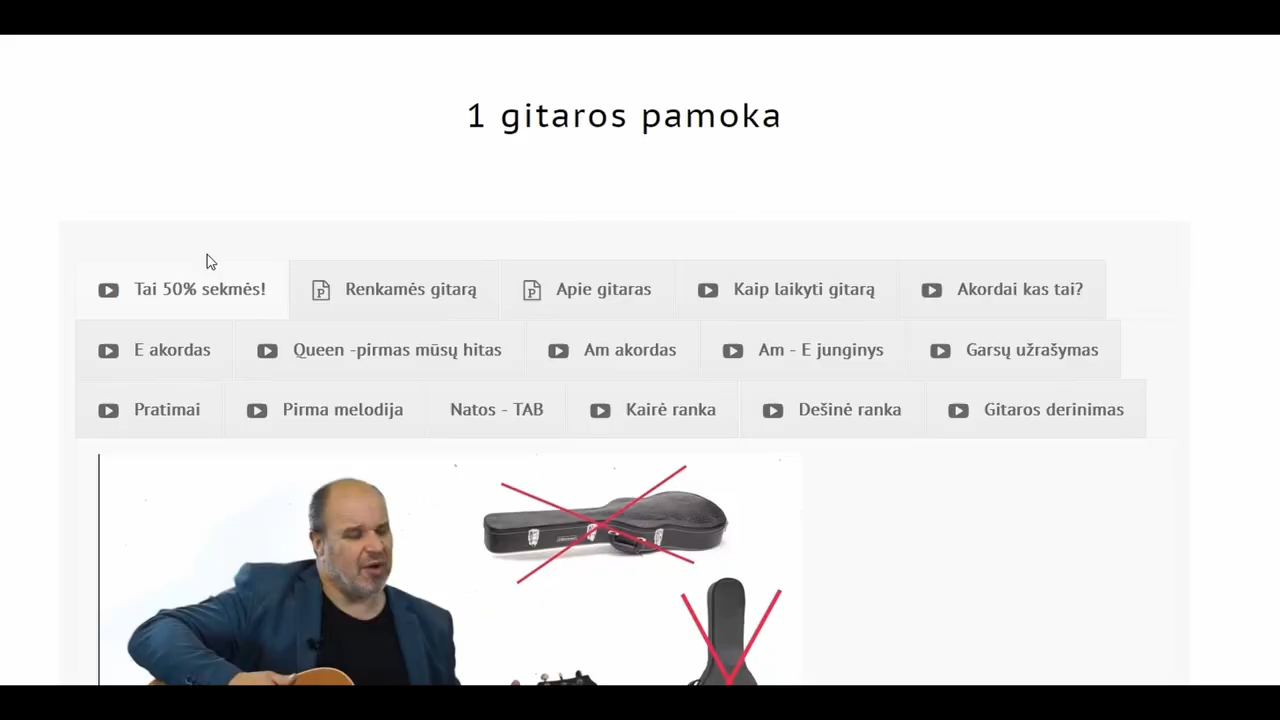 1 gitaros pamoka
Tai 50% sekmės! Renkamės gitarą Apie gitaras Kaip laikyti gitarą Akordai kas tai?
E akordas Queen -pirmas mūsų hitas Am akordas Am - E junginys Garsų užrašymas
Pratimai Pirma melodija Natos - TAB Kairė ranka Dešinė ranka Gitaros derinimas